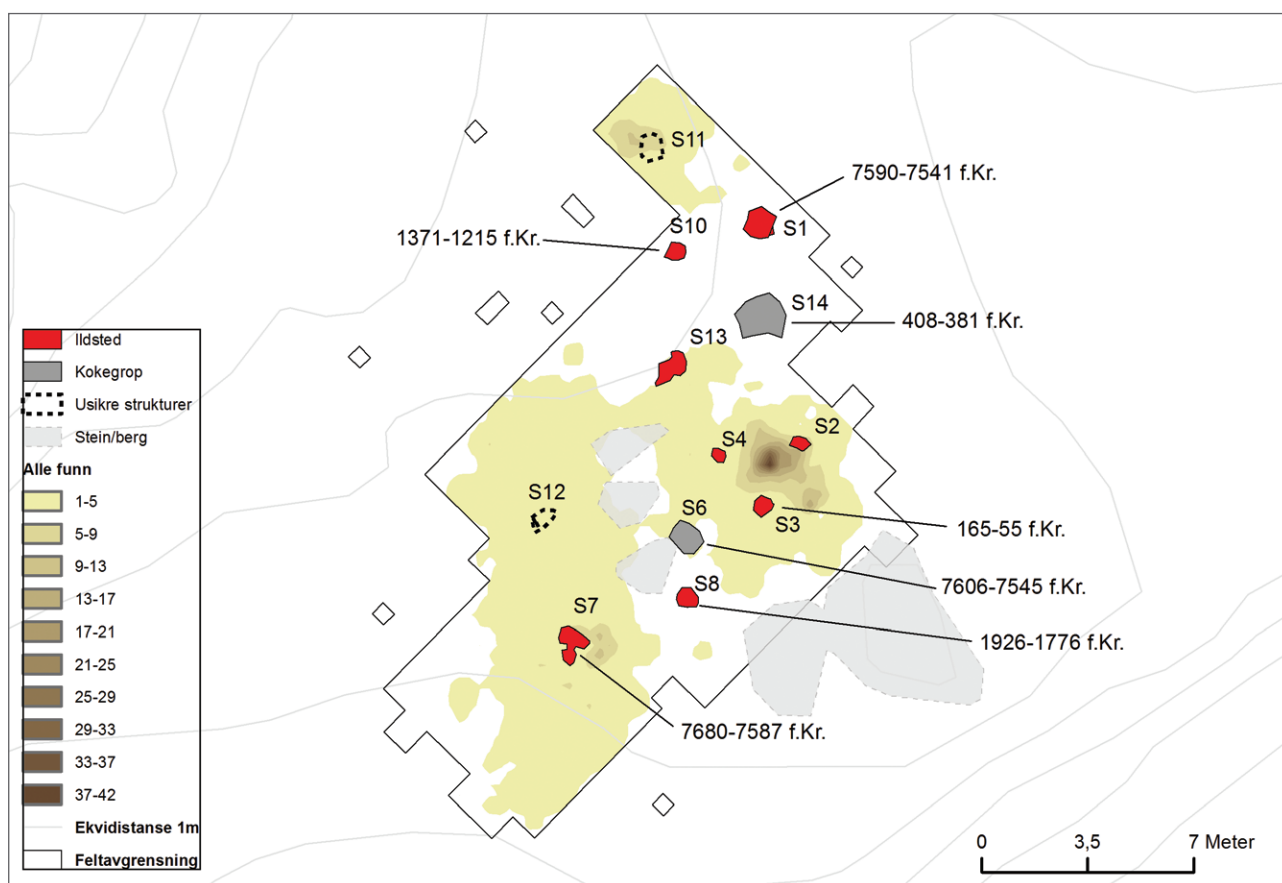 S11
7590-7541 f.Kr.
S10
S1
1371-1215 f.Kr.
S14
408-381 f.Kr.
S13
S2
S4
S12
S6
S3
165-55 f.Kr.
7606-7545 f.Kr.
S8
S7
1926-1776 f.Kr.
7680-7587 f.Kr.
Ildsted
Kokegrop
Usikre strukturer
Stein/berg
Alle funn
1-5
5-9
9-13
13-17
17-21
21-25
25-29
29-33
33-37
37-42
Ekvidistanse 1m
Feltavgrensning
0 3,5 7 Meter